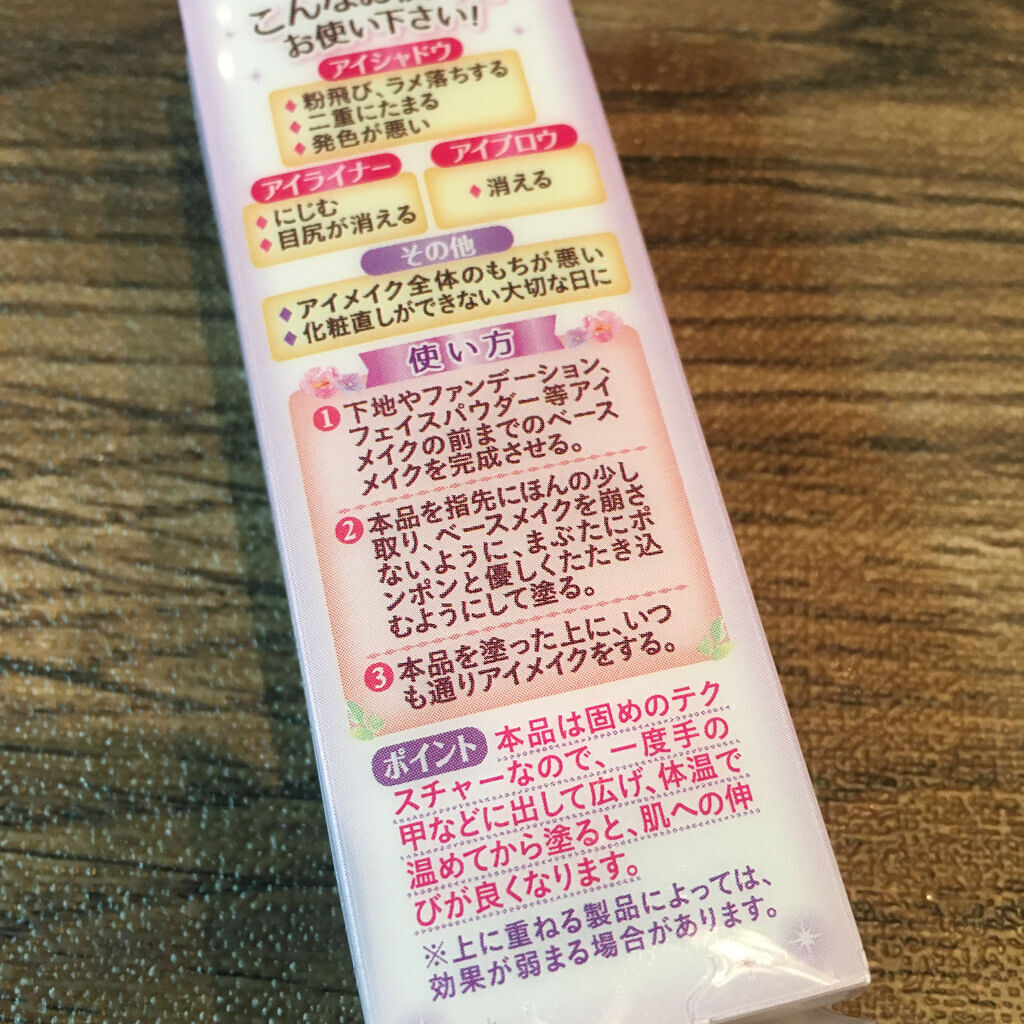 こんなお
お使い下さい!
アイシャドウ
♦粉飛び、ラメ落ちする
♦二重にたまる
♦発色が悪い
アイライナー
♦にじむ
♦目尻が消える
アイブロウ
♦消える
その他
♦アイメイク全体のもちが悪い
♦化粧直しができない大切な日に
使い方
1 下地やファンデーション、
フェイスパウダー等アイ
メイクの前までのベース
メイクを完成させる。
2 本品を指先にほんの少し
取り、ベースメイクを崩さ
ないように、まぶたにポ
ンポンと優しくたたき込
むようにして塗る。
3 本品を塗った上に、いつ
も通りアイメイクをする。
ポイント 本品は固めのテク
スチャーなので、一度手の
甲などに出して広げ、体温で
温めてから塗ると、肌への伸
びが良くなります。
※上に重ねる製品によっては、
効果が弱まる場合があります。